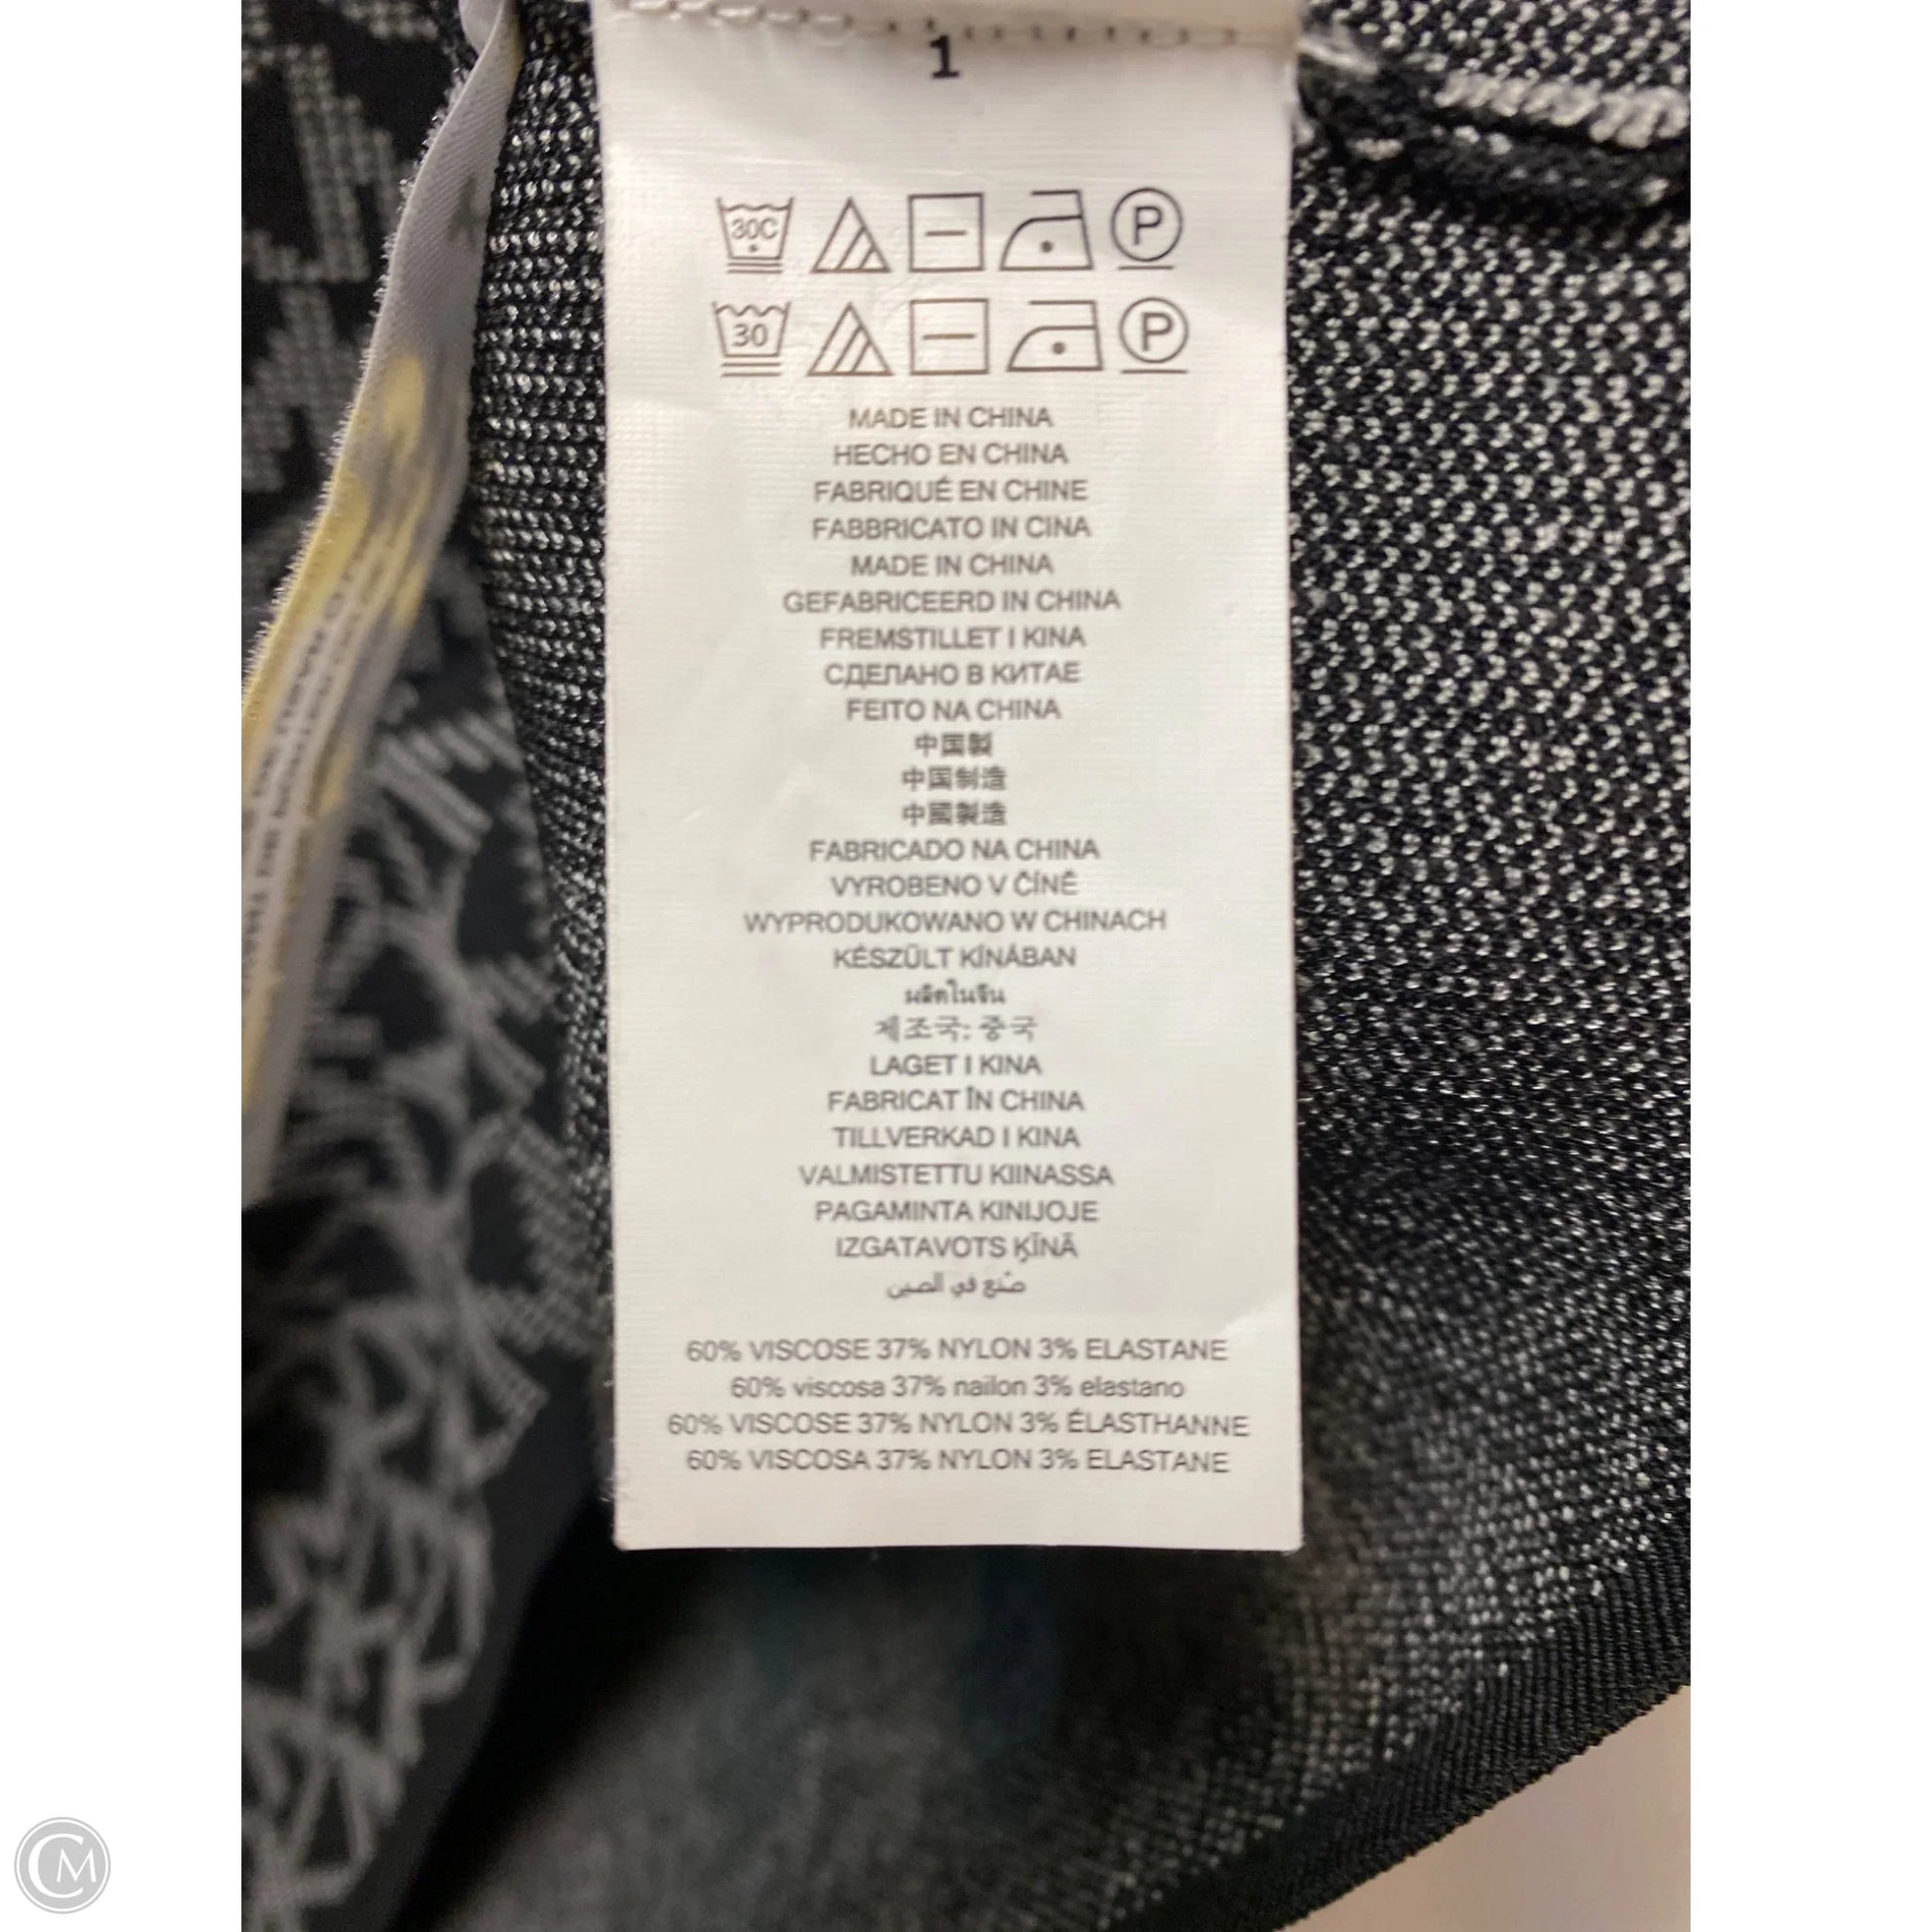 1
30C P
30 P
MADE IN CHINA
HECHO EN CHINA
FABRIQUÉ EN CHINE
FABBRICATO IN CINA
MADE IN CHINA
GEFABRICEERD IN CHINA
FREMSTILLET I KINA
СДЕЛАНО В КИТАЕ
FEITO NA CHINA
中国製
中国制造
中國製造
FABRICADO NA CHINA
VYROBENO V ČÍNĚ
WYPRODUKOWANO W CHINACH
KÉSZÜLT KÍNÁBAN
ผลิตในจีน
제조국: 중국
LAGET I KINA
FABRICAT ÎN CHINA
TILLVERKAD I KINA
VALMISTETTU KIINASSA
PAGAMINTA KINIJOJE
IZGATAVOTS ĶĪNĀ
صُنع في الصين
60% VISCOSE 37% NYLON 3% ELASTANE
60% viscosa 37% nailon 3% elastano
60% VISCOSE 37% NYLON 3% ÉLASTHANNE
60% VISCOSA 37% NYLON 3% ELASTANE
CM